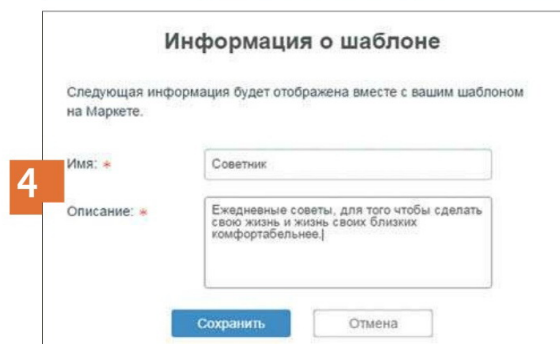 Информация о шаблоне
Следующая информация будет отображена вместе с вашим шаблоном
на Маркете.
4
Имя: *
Советник
Описание: *
Ежедневные советы, для того чтобы сделать
свою жизнь и жизнь своих близких
комфортабельнее.
Сохранить
Отмена